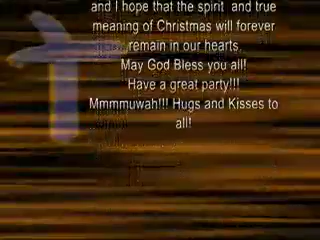 and I hope that the spirit and true
meaning of Christmas will forever
remain in our hearts.
May God Bless you all!
Have a great party!!!
Mmmmuwah!!! Hugs and Kisses to
all!